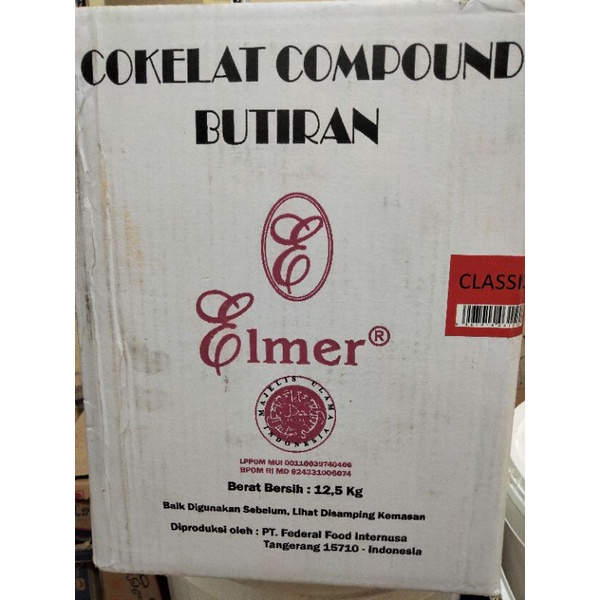 COKELAT COMPOUND
BUTIRAN
E
Elmer®
CLASSI
MAJELIS ULAMA INDONESIA
LPPOM MUI 00110039740406
BPOM RI MD 824331006074
Berat Bersih : 12,5 Kg
Baik Digunakan Sebelum, Lihat Disamping Kemasan
Diproduksi oleh : PT. Federal Food Internusa
Tangerang 15710 - Indonesia